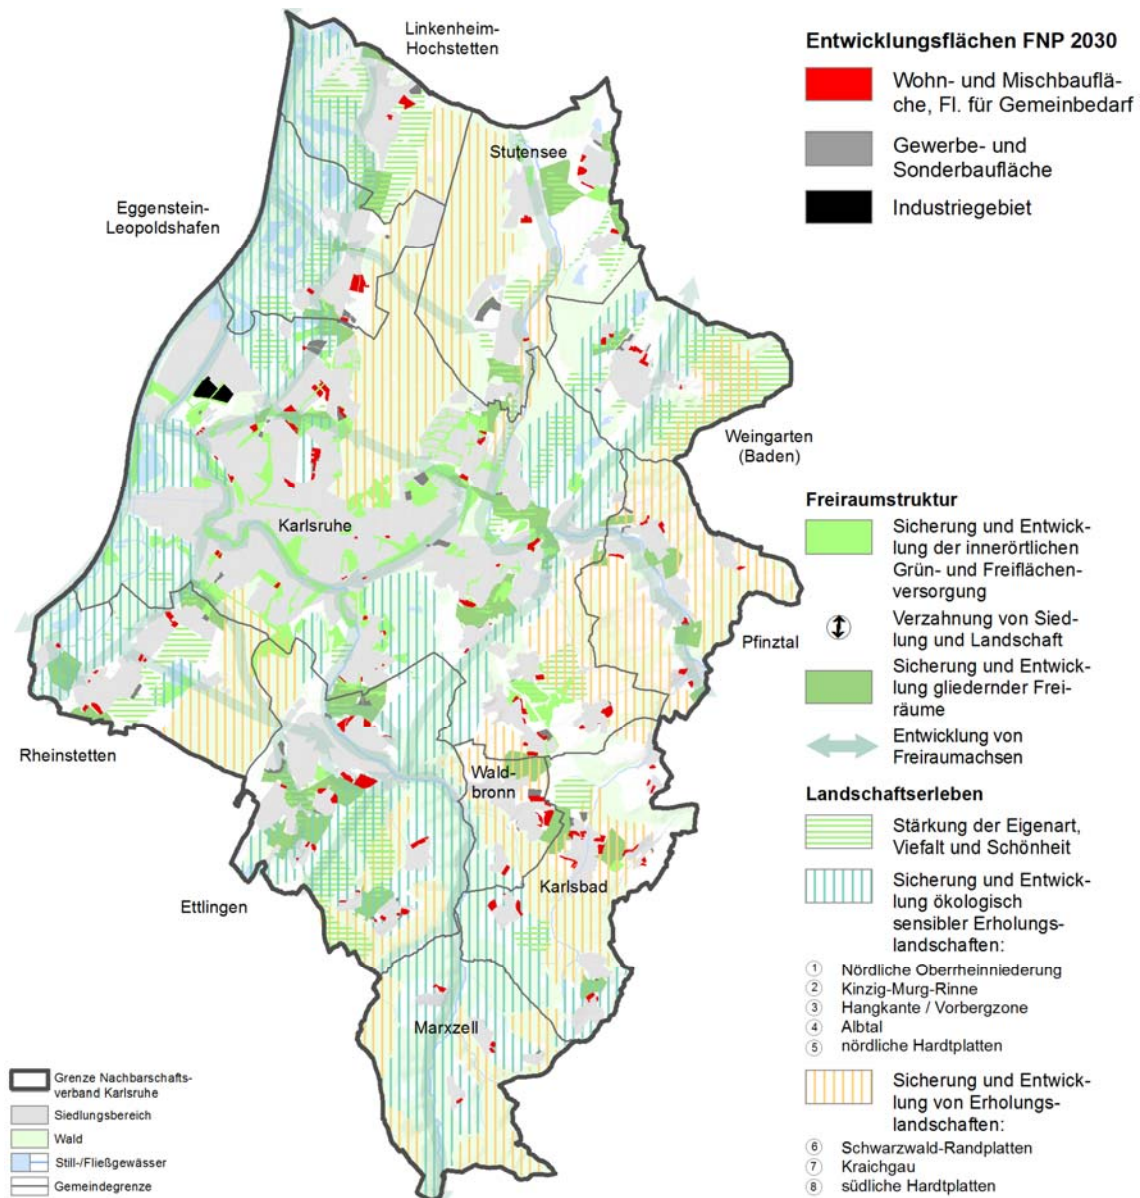 Linkenheim-
Hochstetten
Stutensee
Eggenstein-
Leopoldshafen
Weingarten
(Baden)
Karlsruhe
Pfinztal
Rheinstetten
Wald-
bronn
Karlsbad
Ettlingen
Marxzell
Grenze Nachbarschafts-
verband Karlsruhe
Siedlungsbereich
Wald
Still-/Fließgewässer
Gemeindegrenze
Entwicklungsflächen FNP 2030
Wohn- und Mischbauflä-
che, Fl. für Gemeinbedarf
Gewerbe- und
Sonderbaufläche
Industriegebiet
Freiraumstruktur
Sicherung und Entwick-
lung der innerörtlichen
Grün- und Freiflächen-
versorgung
Verzahnung von Sied-
lung und Landschaft
Sicherung und Entwick-
lung gliedernder Frei-
räume
Entwicklung von
Freiraumachsen
Landschaftserleben
Stärkung der Eigenart,
Viefalt und Schönheit
Sicherung und Entwick-
lung ökologisch
sensibler Erholungs-
landschaften:
1 Nördliche Oberrheinniederung
2 Kinzig-Murg-Rinne
3 Hangkante / Vorbergzone
4 Albtal
5 nördliche Hardtplatten
Sicherung und Entwick-
lung von Erholungs-
landschaften:
6 Schwarzwald-Randplatten
7 Kraichgau
8 südliche Hardtplatten